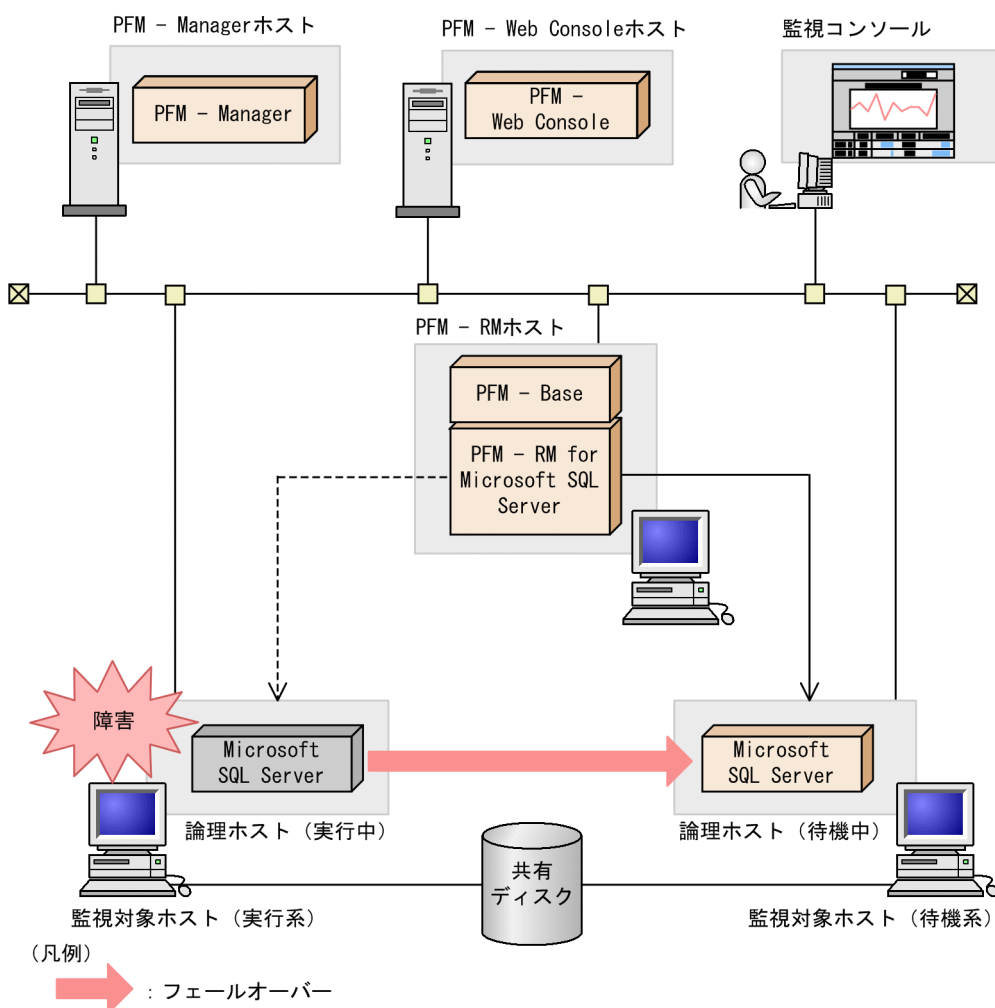 PFM － Managerホスト
PFM － Web Consoleホスト
監視コンソール
PFM － Manager
PFM －
Web Console
PFM － RMホスト
PFM － Base
PFM － RM for
Microsoft SQL
Server
障害
Microsoft
SQL Server
Microsoft
SQL Server
論理ホスト（実行中）
論理ホスト（待機中）
共有
ディスク
監視対象ホスト（実行系）
監視対象ホスト（待機系）
（凡例）
：フェールオーバー